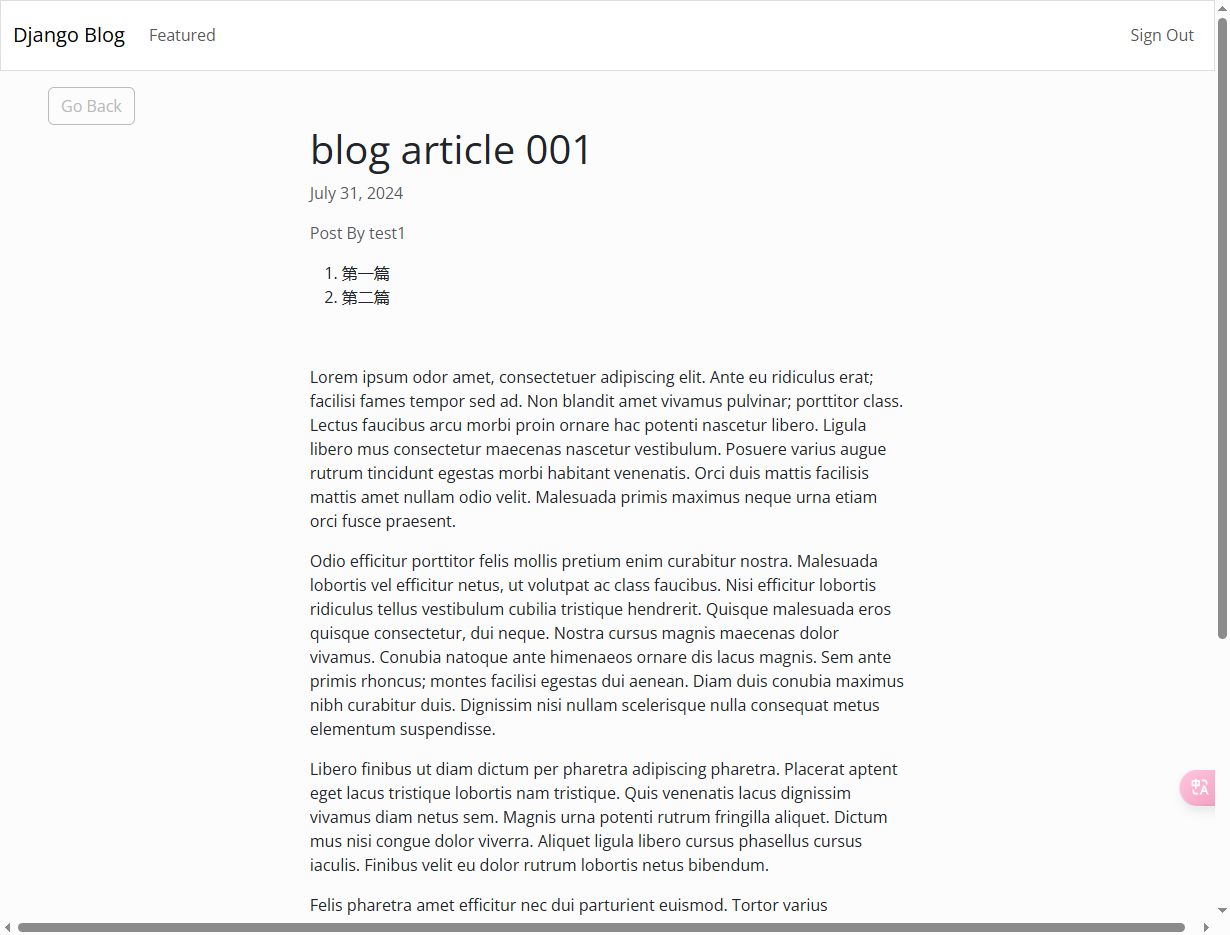 Django Blog Featured Sign Out
Go Back
blog article 001
July 31, 2024
Post By test1
1. 第一篇
2. 第二篇
Lorem ipsum odor amet, consectetuer adipiscing elit. Ante eu ridiculus erat;
facilisi fames tempor sed ad. Non blandit amet vivamus pulvinar; porttitor class.
Lectus faucibus arcu morbi proin ornare hac potenti nascetur libero. Ligula
libero mus consectetur maecenas nascetur vestibulum. Posuere varius augue
rutrum tincidunt egestas morbi habitant venenatis. Orci duis mattis facilisis
mattis amet nullam odio velit. Malesuada primis maximus neque urna etiam
orci fusce praesent.
Odio efficitur porttitor felis mollis pretium enim curabitur nostra. Malesuada
lobortis vel efficitur netus, ut volutpat ac class faucibus. Nisi efficitur lobortis
ridiculus tellus vestibulum cubilia tristique hendrerit. Quisque malesuada eros
quisque consectetur, dui neque. Nostra cursus magnis maecenas dolor
vivamus. Conubia natoque ante himenaeos ornare dis lacus magnis. Sem ante
primis rhoncus; montes facilisi egestas dui aenean. Diam duis conubia maximus
nibh curabitur duis. Dignissim nisi nullam scelerisque nulla consequat metus
elementum suspendisse.
Libero finibus ut diam dictum per pharetra adipiscing pharetra. Placerat aptent
eget lacus tristique lobortis nam tristique. Quis venenatis lacus dignissim
vivamus diam netus sem. Magnis urna potenti rutrum fringilla aliquet. Dictum
mus nisi congue dolor viverra. Aliquet ligula libero cursus phasellus cursus
iaculis. Finibus velit eu dolor rutrum lobortis netus bibendum.
Felis pharetra amet efficitur nec dui parturient euismod. Tortor varius